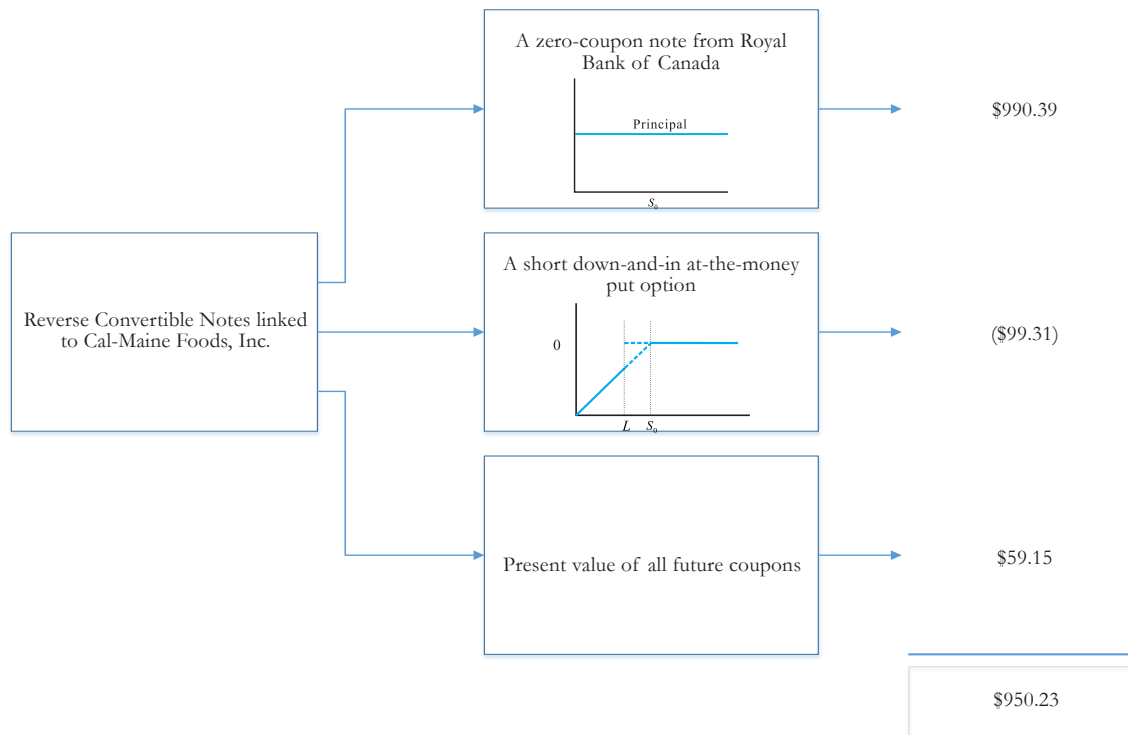 A zero-coupon note from Royal
Bank of Canada
Principal
S₀
$990.39
Reverse Convertible Notes linked
to Cal-Maine Foods, Inc.
A short down-and-in at-the-money
put option
0
L S₀
($99.31)
Present value of all future coupons
$59.15
$950.23